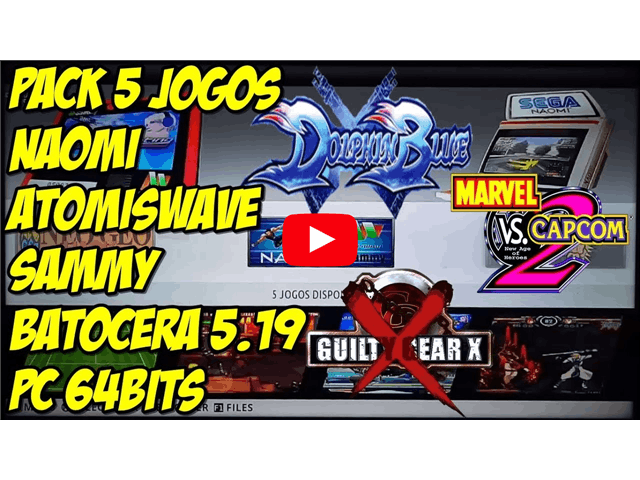 PACK 5 JOGOS
NAOMI
ATOMISWAVE
SAMMY
BATOCERA 5.19
PC 64BITS
DOLPHIN BLUE
SEGA
NAOMI
MARVEL
VS. CAPCOM
2
New Age
of
Heroes
5 JOGOS
GUILTY GEAR X
F1 FILES